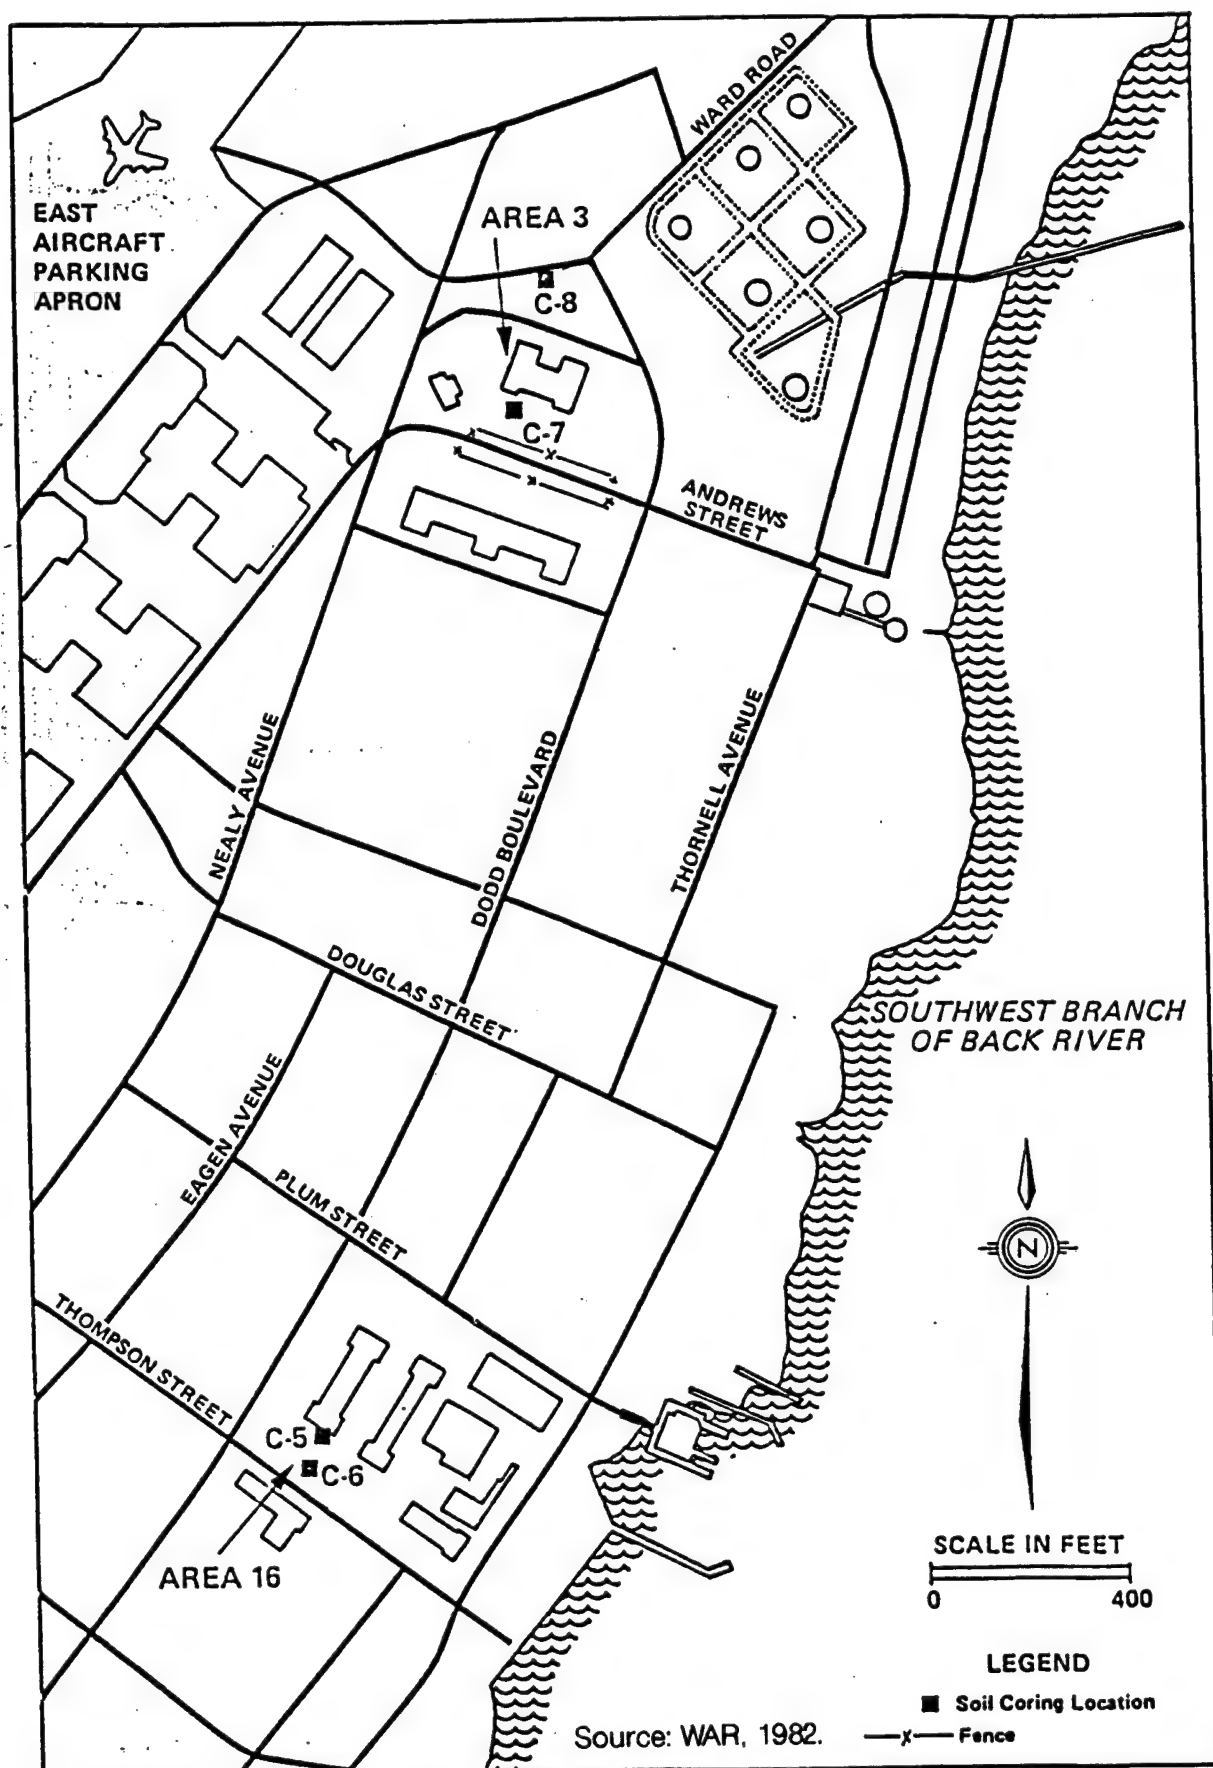 WARD ROAD
EAST
AIRCRAFT
PARKING
APRON
AREA 3
C-8
C-7
ANDREWS
STREET
NEALY AVENUE
DODD BOULEVARD
THORNELL AVENUE
DOUGLAS STREET
SOUTHWEST BRANCH
OF BACK RIVER
EAGEN AVENUE
PLUM STREET
N
THOMPSON STREET
C-5
C-6
AREA 16
SCALE IN FEET
0 400
LEGEND
Soil Coring Location
x Fence
Source: WAR, 1982.